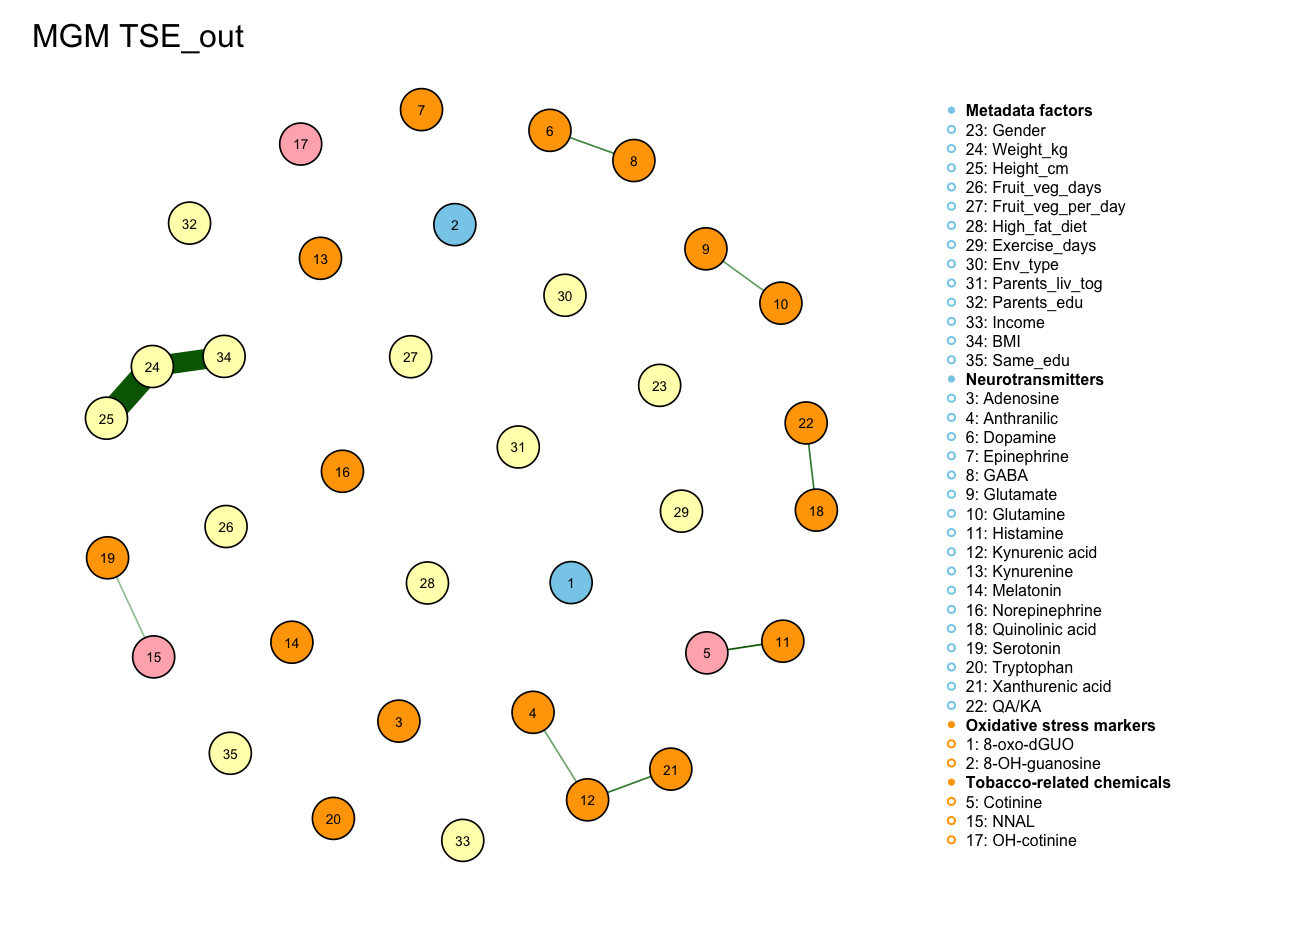 MGM TSE_out
7
6
17
8
32
2
9
13
30
10
24
34
27
23
25
22
31
16
29
18
26
19
28
1
14
11
5
15
4
3
35
21
12
20
33
Metadata factors
23: Gender
24: Weight_kg
25: Height_cm
26: Fruit_veg_days
27: Fruit_veg_per_day
28: High_fat_diet
29: Exercise_days
30: Env_type
31: Parents_liv_tog
32: Parents_edu
33: Income
34: BMI
35: Same_edu
Neurotransmitters
3: Adenosine
4: Anthranilic
6: Dopamine
7: Epinephrine
8: GABA
9: Glutamate
10: Glutamine
11: Histamine
12: Kynurenic acid
13: Kynurenine
14: Melatonin
16: Norepinephrine
18: Quinolinic acid
19: Serotonin
20: Tryptophan
21: Xanthurenic acid
22: QA/KA
Oxidative stress markers
1: 8-oxo-dGUO
2: 8-OH-guanosine
Tobacco-related chemicals
5: Cotinine
15: NNAL
17: OH-cotinine